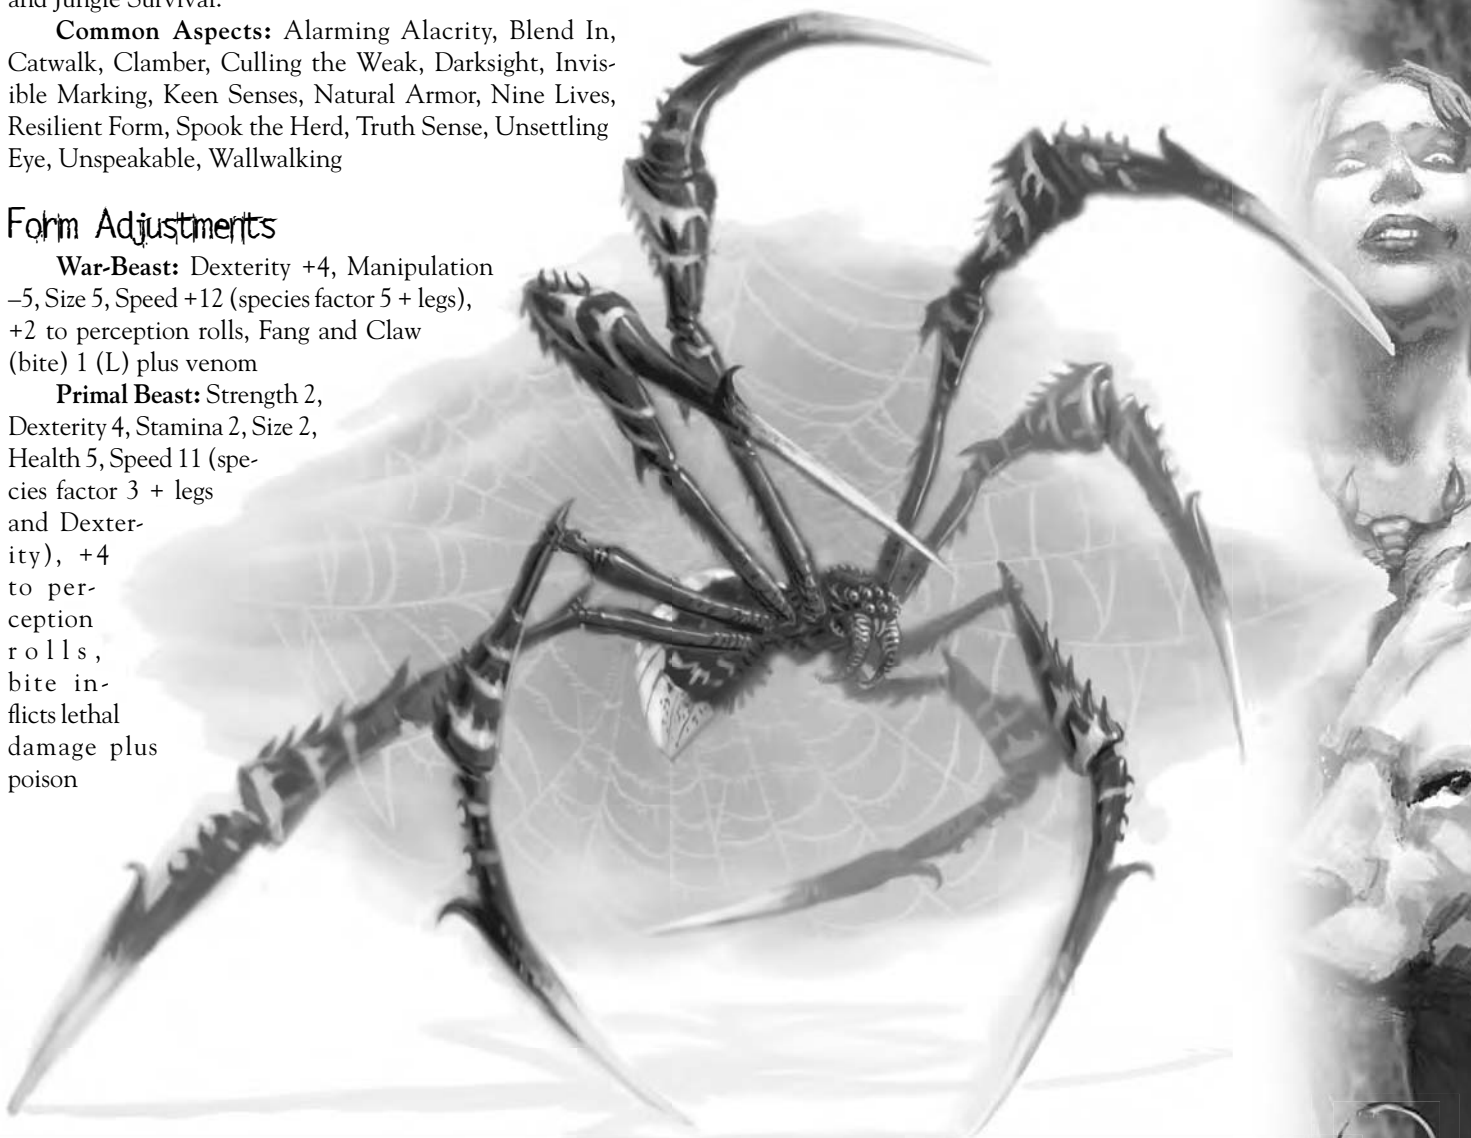 and Jungle Survival.
Common Aspects: Alarming Alacrity, Blend In,
Catwalk, Clamber, Culling the Weak, Darksight, Invis-
ible Marking, Keen Senses, Natural Armor, Nine Lives,
Resilient Form, Spook the Herd, Truth Sense, Unsettling
Eye, Unspeakable, Wallwalking
Form Adjustments
War-Beast: Dexterity +4, Manipulation
–5, Size 5, Speed +12 (species factor 5 + legs),
+2 to perception rolls, Fang and Claw
(bite) 1 (L) plus venom
Primal Beast: Strength 2,
Dexterity 4, Stamina 2, Size 2,
Health 5, Speed 11 (spe-
cies factor 3 + legs
and Dexter-
ity), +4
to per-
ception
rolls,
bite in-
flicts lethal
damage plus
poison